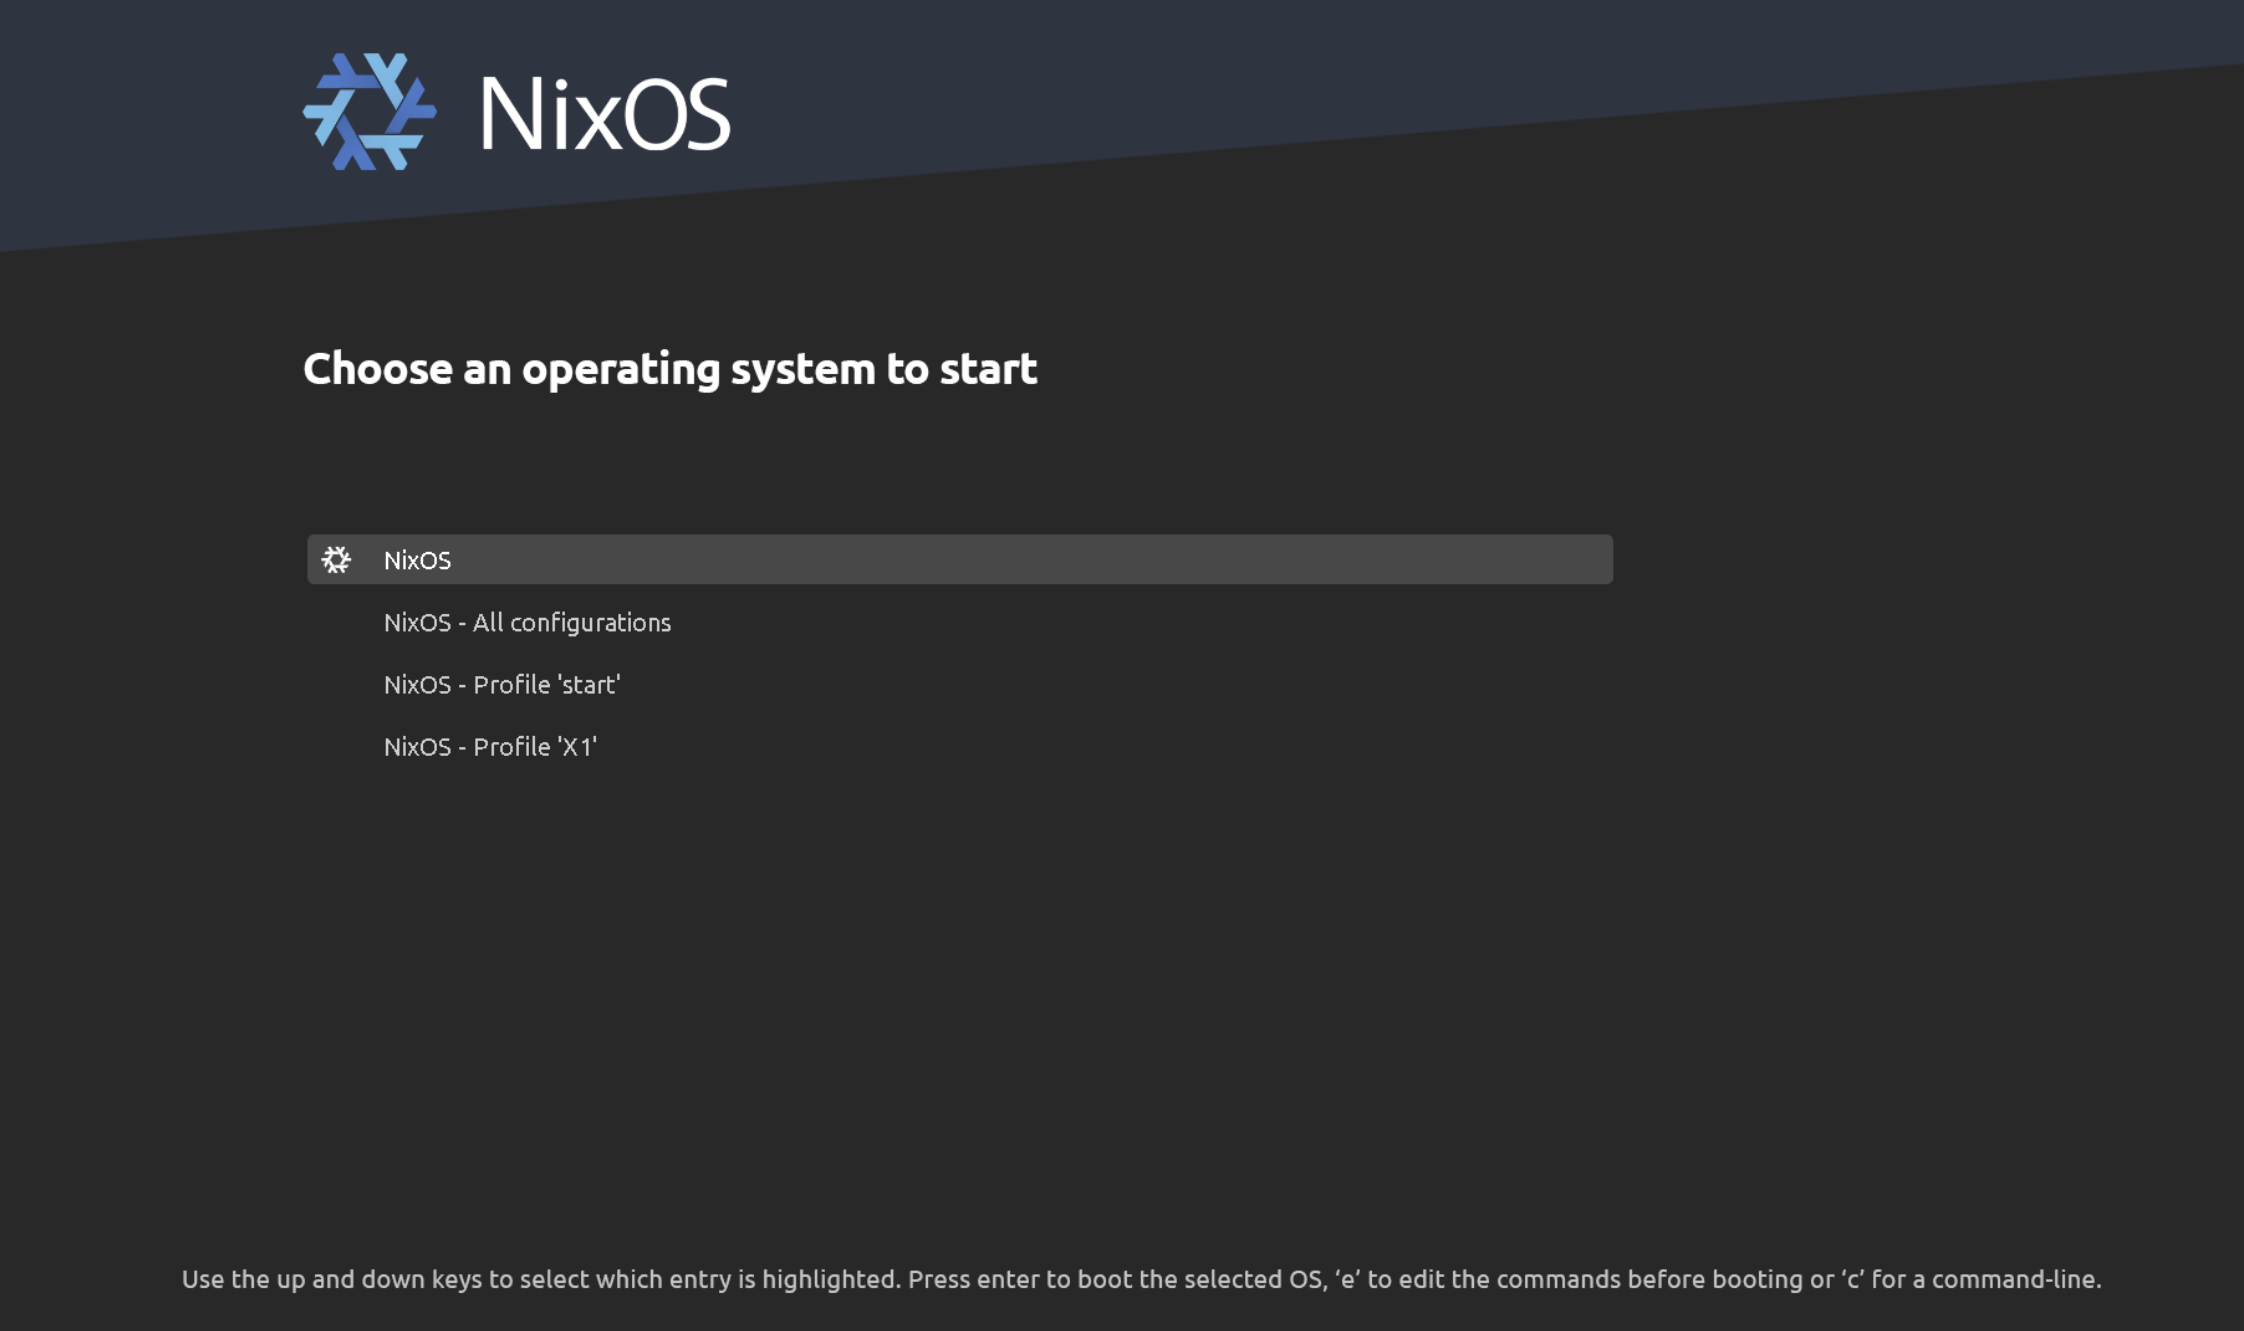 NixOS
Choose an operating system to start
NixOS
NixOS - All configurations
NixOS - Profile 'start'
NixOS - Profile 'X1'
Use the up and down keys to select which entry is highlighted. Press enter to boot the selected OS, ‘e’ to edit the commands before booting or ‘c’ for a command-line.